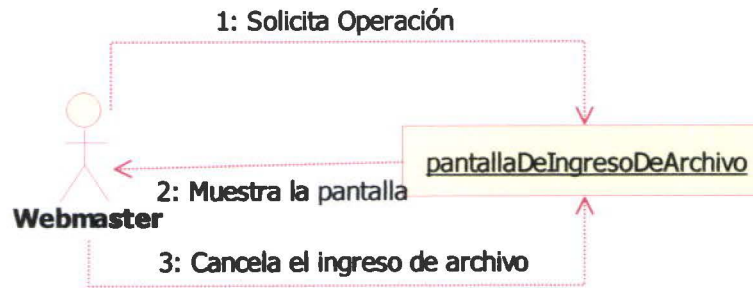 1: Solicita Operación
pantallaDeIngresoDeArchivo
2: Muestra la pantalla
Webmaster
3: Cancela el ingreso de archivo